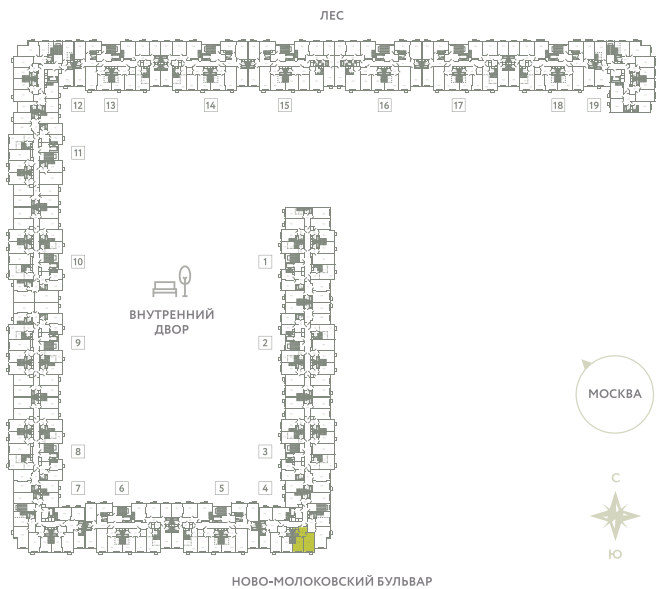 ЛЕС
12 13 14 15 16 17 18 19
11
10 1
ВНУТРЕННИЙ
ДВОР
9 2
МОСКВА
8 3
7 6 5 4
С
Ю
НОВО-МОЛОКОВСКИЙ БУЛЬВАР